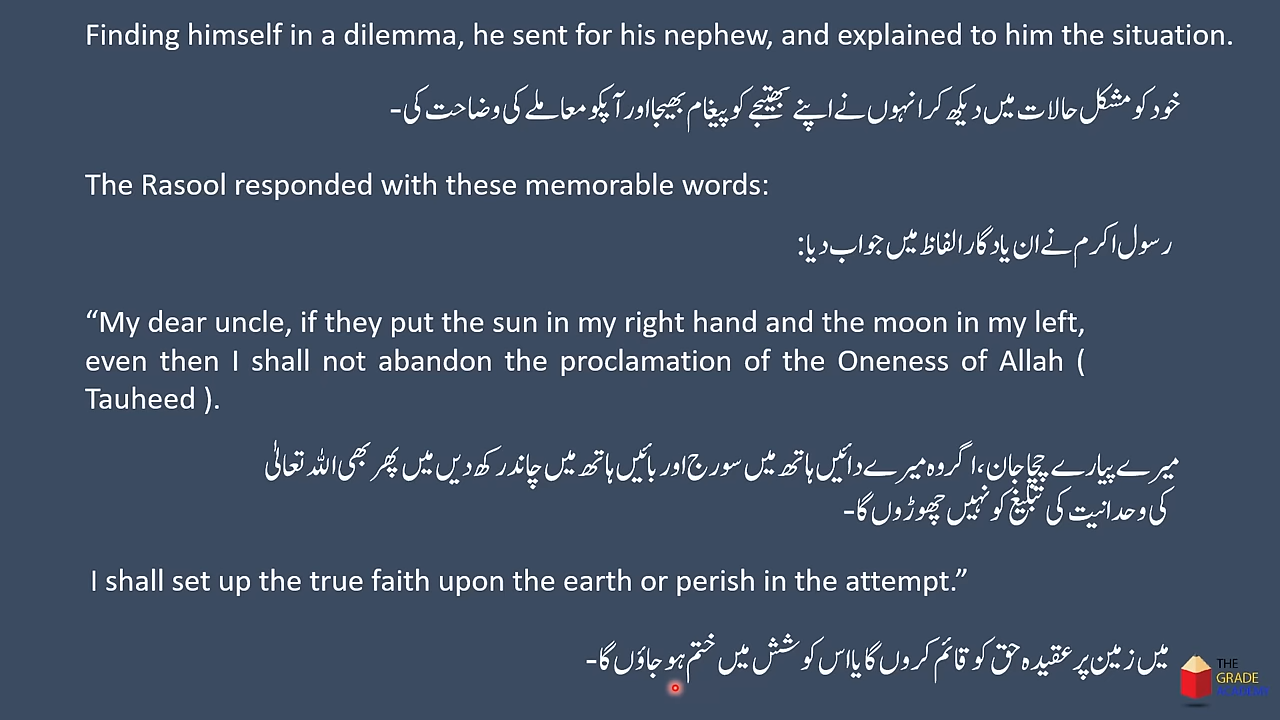 Finding himself in a dilemma, he sent for his nephew, and explained to him the situation.
خود کو مشکل حالات میں دیکھ کر انہوں نے اپنے بھتیجے کو پیغام بھیجا اور آپکو معاملے کی وضاحت کی-
The Rasool responded with these memorable words:
رسول اکرم نے ان یادگار الفاظ میں جواب دیا:
“My dear uncle, if they put the sun in my right hand and the moon in my left,
even then I shall not abandon the proclamation of the Oneness of Allah (
Tauheed ).
میرے پیارے چچا جان، اگر وہ میرے دائیں ہاتھ میں سورج اور بائیں ہاتھ میں چاند رکھ دیں میں پھر بھی اللہ تعالیٰ
کی وحدانیت کی تبلیغ کو نہیں چھوڑوں گا-
I shall set up the true faith upon the earth or perish in the attempt.”
میں زمین پر عقیدہ حق کو قائم کروں گا یا اس کوشش میں ختم ہو جاؤں گا-
THE
GRADE
ACADEMY